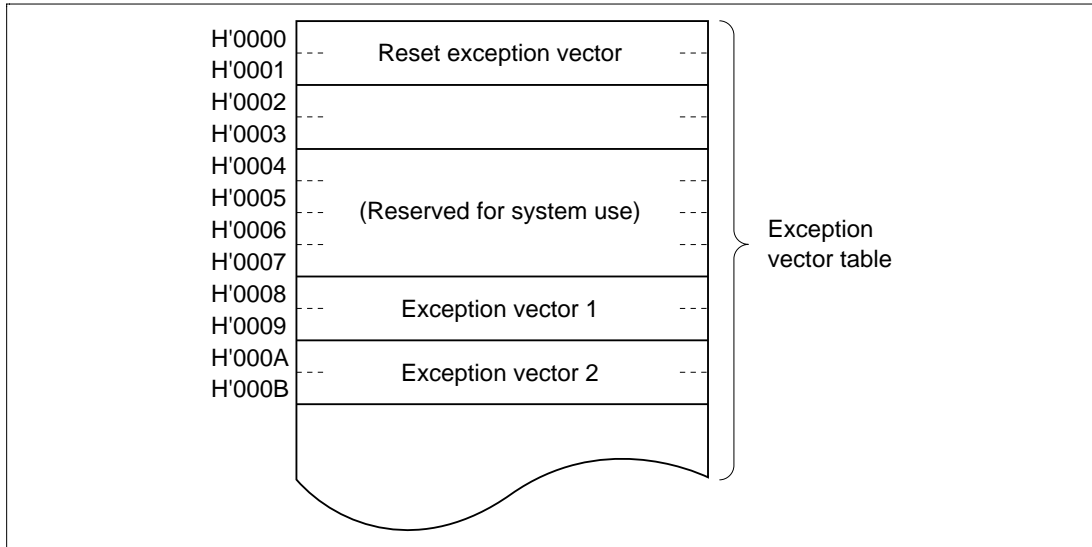 H'0000
Reset exception vector
H'0001
H'0002
H'0003
H'0004
H'0005
(Reserved for system use)
H'0006
H'0007
H'0008
Exception vector 1
H'0009
H'000A
Exception vector 2
H'000B
Exception
vector table